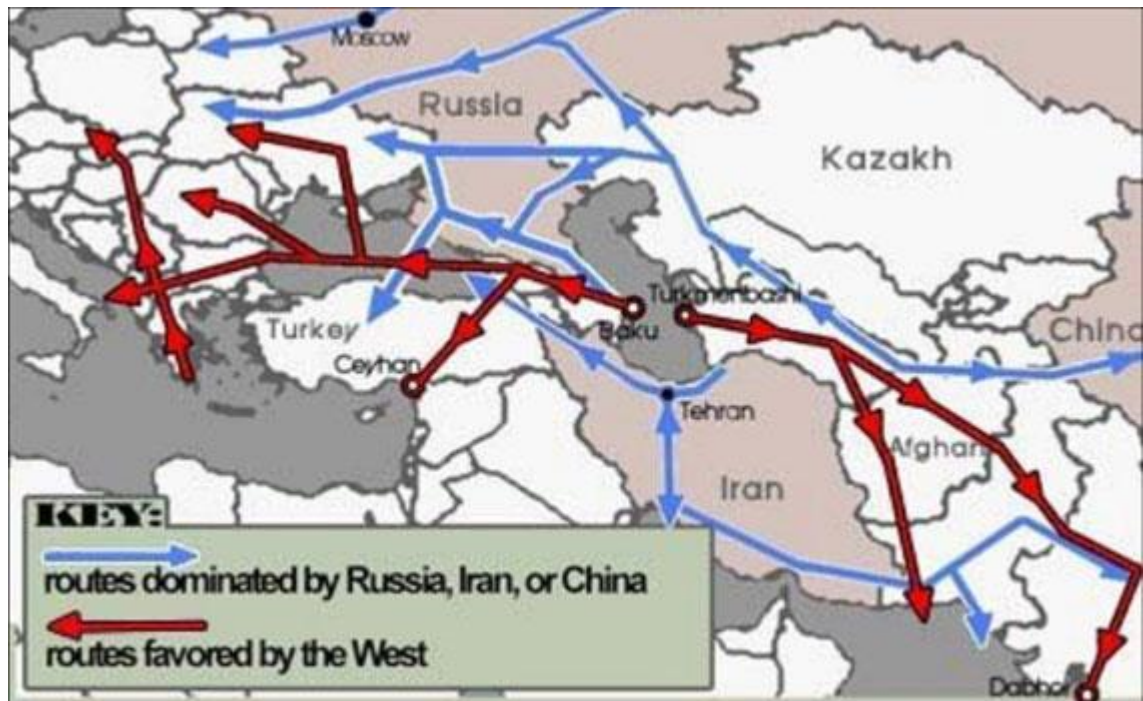 Moscow
Russia
Kazakh
Turkmenbashi
Baku
China
Turkey
Ceyhan
Tehran
Afghan
Iran
KEY:
routes dominated by Russia, Iran, or China
routes favored by the West
Dabhol